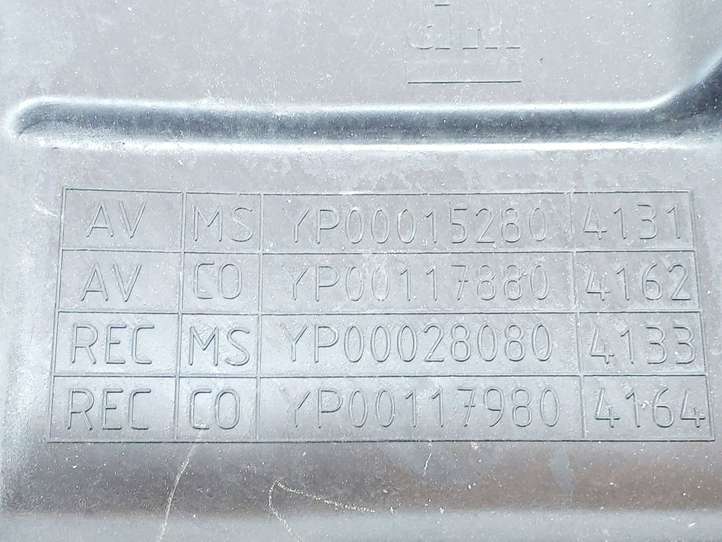 AV MS YP00015280 4131
AV CO YP00117880 4162
REC MS YP00028080 4133
REC CO YP00117980 4164